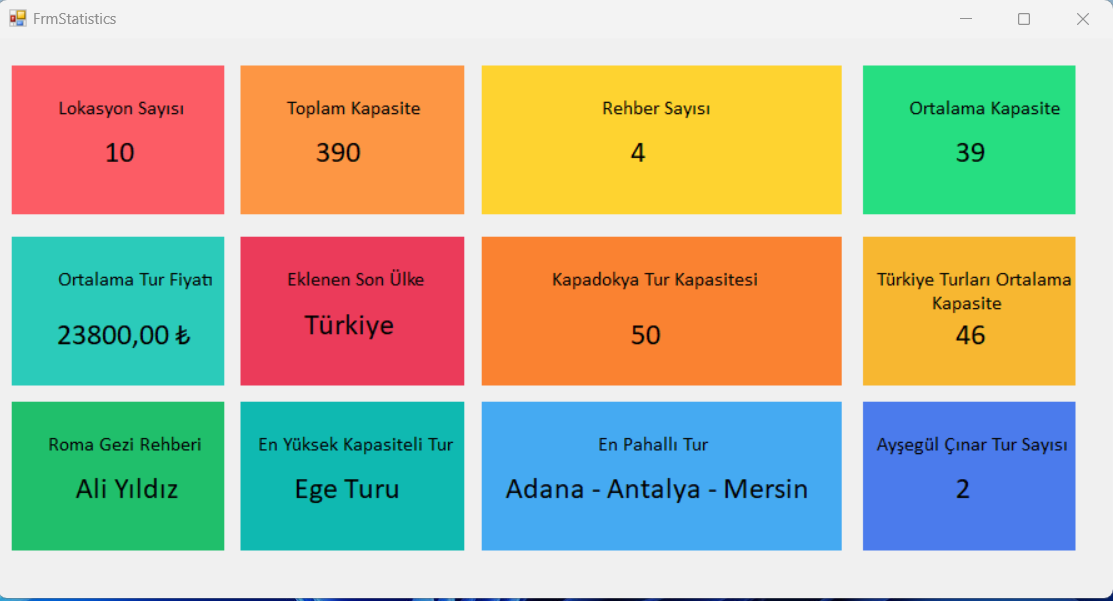 FrmStatistics
Lokasyon Sayısı
10
Toplam Kapasite
390
Rehber Sayısı
4
Ortalama Kapasite
39
Ortalama Tur Fiyatı
23800,00 ₺
Eklenen Son Ülke
Türkiye
Kapadokya Tur Kapasitesi
50
Türkiye Turları Ortalama
Kapasite
46
Roma Gezi Rehberi
Ali Yıldız
En Yüksek Kapasiteli Tur
Ege Turu
En Pahallı Tur
Adana - Antalya - Mersin
Ayşegül Çınar Tur Sayısı
2